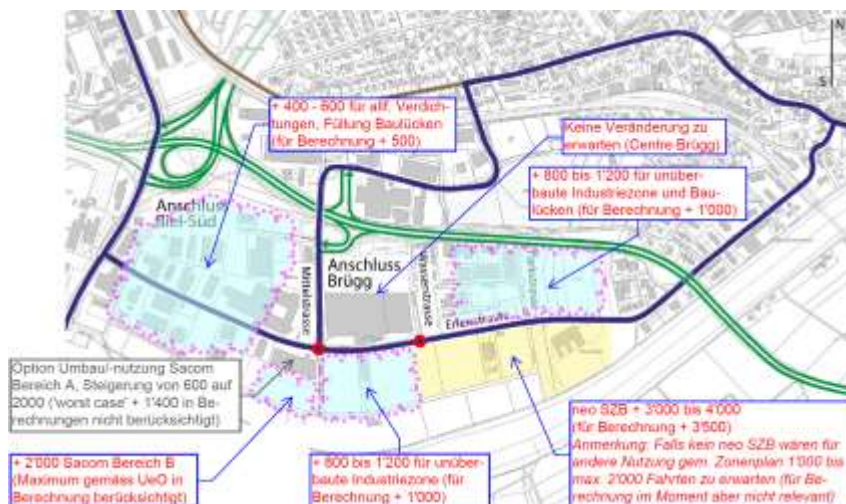 N
S
+ 400 - 600 für allf. Verdich-
tungen, Füllung Baulücken
(für Berechnung + 500)
Keine Veränderung zu
erwarten (Centre Brügg)
+ 800 bis 1'200 für unüber-
baute Industriezone und Bau-
lücken (für Berechnung + 1'000)
Anschluss
Biel-Süd
Anschluss
Brügg
Mittelstrasse
Wasserstrasse
Erlenstrasse
Option Umbau/-nutzung Sacom
Bereich A, Steigerung von 600 auf
2000 ('worst case' + 1'400 in Be-
rechnungen nicht berücksichtigt)
+ 2'000 Sacom Bereich B
(Maximum gemäss UeO in
Berechnung berücksichtigt)
+ 800 bis 1'200 für unüber-
baute Industriezone (für
Berechnung + 1'000)
neo SZB + 3'000 bis 4'000
(für Berechnung + 3'500)
Anmerkung: Falls kein neo SZB wären für
andere Nutzung gem. Zonenplan 1'000 bis
max. 2'000 Fahrten zu erwarten (für Be-
rechnung im Moment aber nicht relevant)